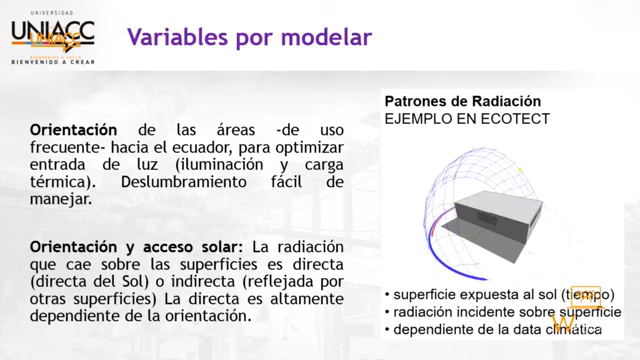 UNIVERSIDAD
UNIACC
BIENVENIDO A CREAR
Variables por modelar
Orientación de las áreas -de uso
frecuente- hacia el ecuador, para optimizar
entrada de luz (iluminación y carga
térmica). Deslumbramiento fácil de
manejar.
Orientación y acceso solar: La radiación
que cae sobre las superficies es directa
(directa del Sol) o indirecta (reflejada por
otras superficies) La directa es altamente
dependiente de la orientación.
Patrones de Radiación
EJEMPLO EN ECOTECT
• superficie expuesta al sol (tiempo)
• radiación incidente sobre superficie
• dependiente de la data climática